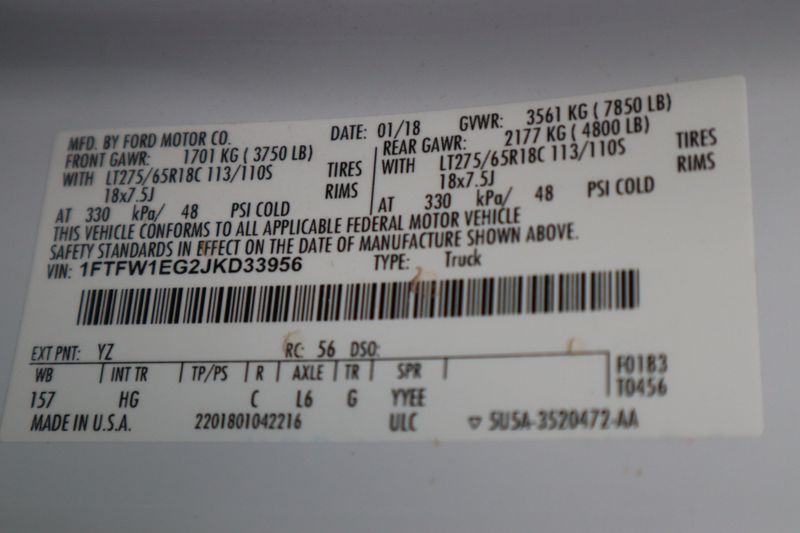 MFD. BY FORD MOTOR CO. DATE: 01/18 GVWR: 3561 KG ( 7850 LB)
FRONT GAWR: 1701 KG ( 3750 LB) REAR GAWR: 2177 KG ( 4800 LB)
WITH LT275/65R18C 113/110S TIRES WITH LT275/65R18C 113/110S TIRES
18x7.5J RIMS 18x7.5J RIMS
AT 330 kPa/ 48 PSI COLD AT 330 kPa/ 48 PSI COLD
THIS VEHICLE CONFORMS TO ALL APPLICABLE FEDERAL MOTOR VEHICLE
SAFETY STANDARDS IN EFFECT ON THE DATE OF MANUFACTURE SHOWN ABOVE.
VIN: 1FTFW1EG2JKD33956 TYPE: Truck
EXT PNT: YZ RC: 56 DSO:
WB INT TR TP/PS R AXLE TR SPR F01B3
157 HG C L6 G YYEE T0456
MADE IN U.S.A. 2201801042216 ULC 5U5A-3520472-AA